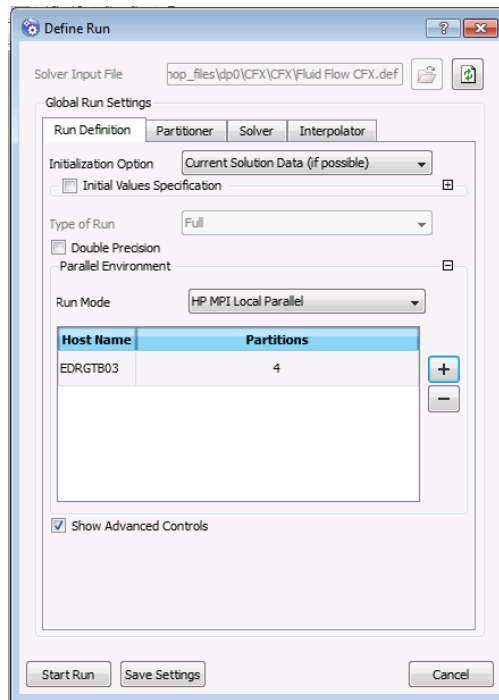 Define Run
Solver Input File
hop_files\dp0\CFX\CFX\Fluid Flow CFX.def
Global Run Settings
Run Definition Partitioner Solver Interpolator
Initialization Option Current Solution Data (if possible)
Initial Values Specification
Type of Run Full
Double Precision
Parallel Environment
Run Mode HP MPI Local Parallel
Host Name Partitions
EDRGTB03 4
Show Advanced Controls
Start Run Save Settings Cancel